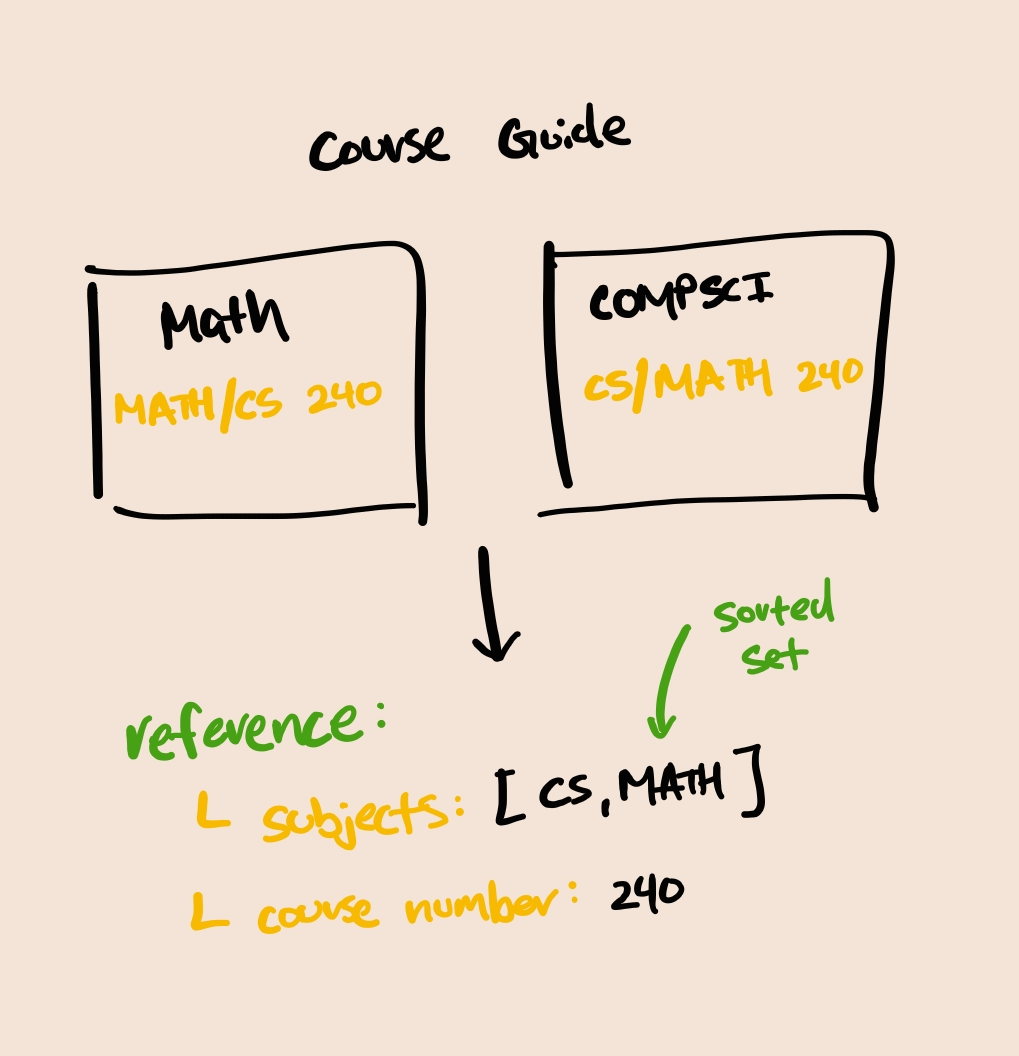 Course Guide
Math
MATH/CS 240
COMPSCI
CS/MATH 240
sorted
set
reference:
subjects: [CS, MATH]
course number: 240